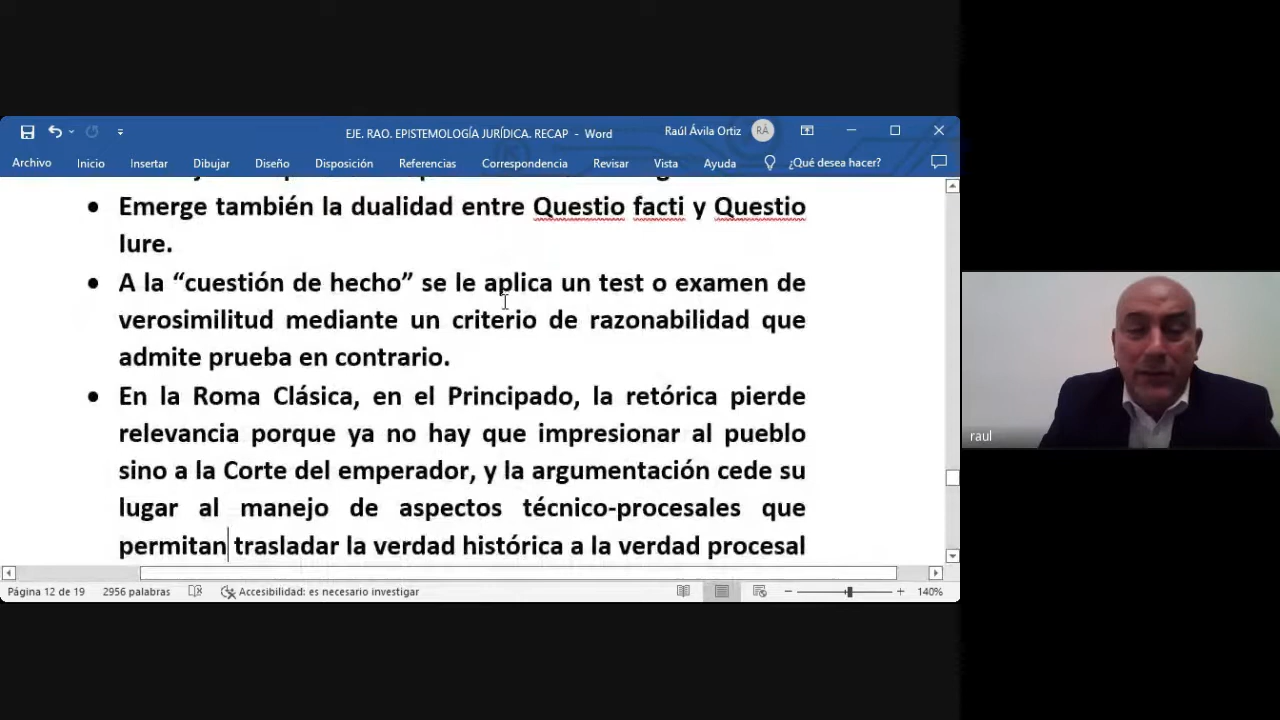 EJE. RAO. EPISTEMOLOGÍA JURÍDICA. RECAP - Word
Raúl Ávila Ortiz
RÁ
Archivo Inicio Insertar Dibujar Diseño Disposición Referencias Correspondencia Revisar Vista Ayuda ¿Qué desea hacer?
• Emerge también la dualidad entre Questio facti y Questio
Iure.
• A la “cuestión de hecho” se le aplica un test o examen de
verosimilitud mediante un criterio de razonabilidad que
admite prueba en contrario.
• En la Roma Clásica, en el Principado, la retórica pierde
relevancia porque ya no hay que impresionar al pueblo
sino a la Corte del emperador, y la argumentación cede su
lugar al manejo de aspectos técnico-procesales que
permitan trasladar la verdad histórica a la verdad procesal
Página 12 de 19 2956 palabras Accesibilidad: es necesario investigar 140%
raul